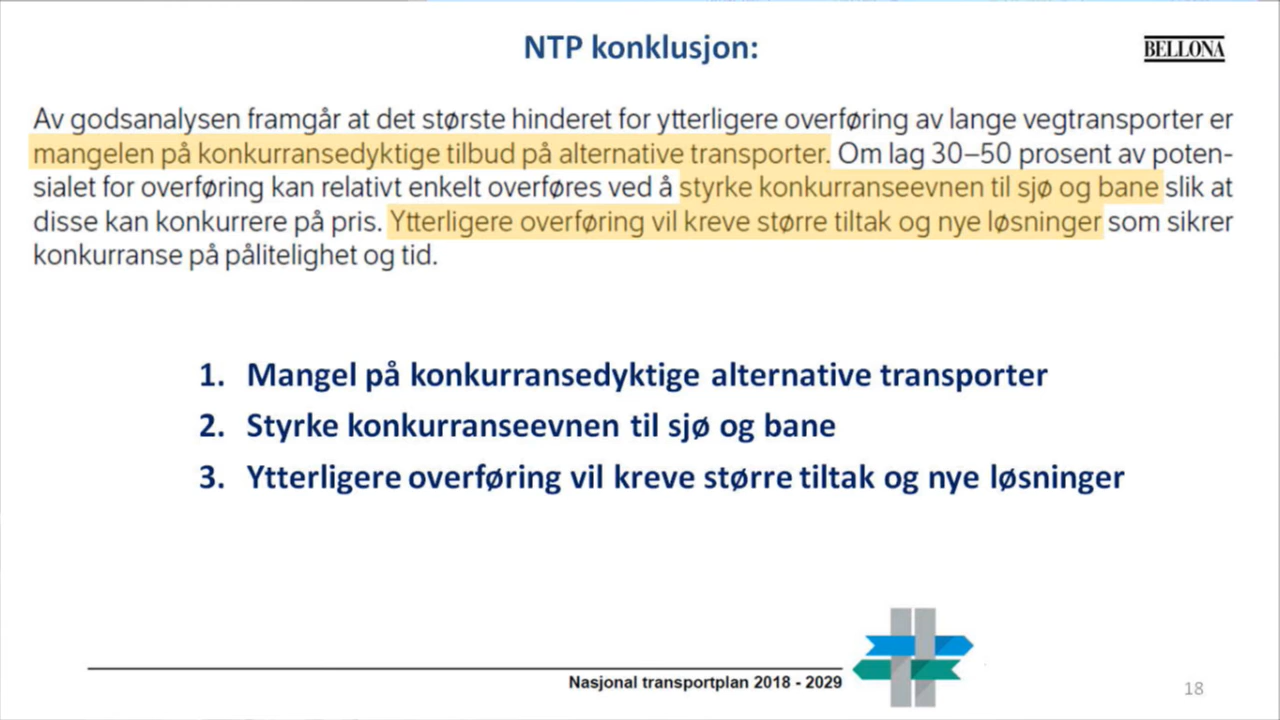 NTP konklusjon:
BELLONA
Av godsanalysen framgår at det største hinderet for ytterligere overføring av lange vegtransporter er
mangelen på konkurransedyktige tilbud på alternative transporter. Om lag 30–50 prosent av poten-
sialet for overføring kan relativt enkelt overføres ved å styrke konkurranseevnen til sjø og bane slik at
disse kan konkurrere på pris. Ytterligere overføring vil kreve større tiltak og nye løsninger som sikrer
konkurranse på pålitelighet og tid.
1. Mangel på konkurransedyktige alternative transporter
2. Styrke konkurranseevnen til sjø og bane
3. Ytterligere overføring vil kreve større tiltak og nye løsninger
Nasjonal transportplan 2018 - 2029
18